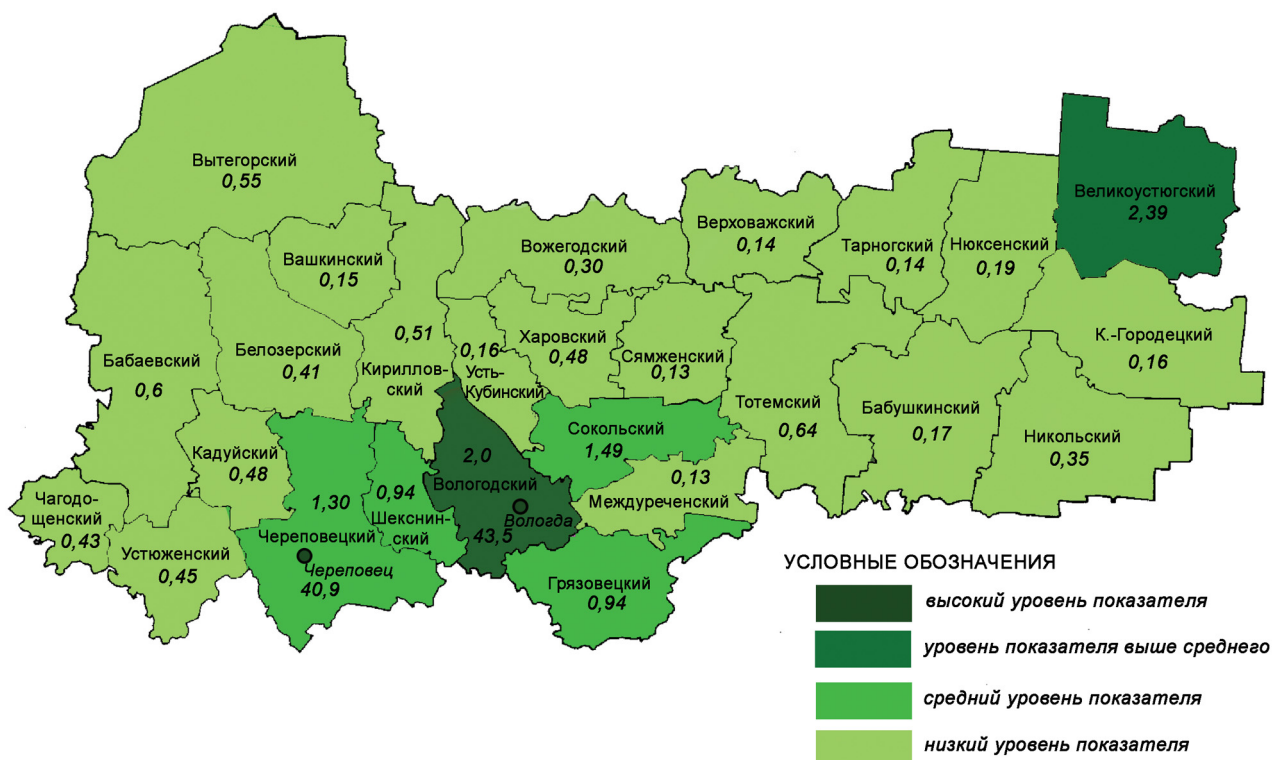 Вытегорский
0,55
Великоустюгский
2,39
Верховажский
0,14
Тарногский
0,14
Нюксенский
0,19
Вожегодский
0,30
Вашкинский
0,15
К.-Городецкий
0,16
Бабаевский
0,6
Белозерский
0,41
0,51
Кирилловский
0,16
Усть-
Кубинский
Харовский
0,48
Сямженский
0,13
Тотемский
0,64
Бабушкинский
0,17
Никольский
0,35
Кадуйский
0,48
Сокольский
1,49
2,0
Вологодский
Вологда
43,5
0,13
Междуреченский
Чагодо-
щенский
0,43
Устюженский
0,45
1,30
Череповецкий
Череповец
40,9
0,94
Шекснин-
ский
Грязовецкий
0,94
УСЛОВНЫЕ ОБОЗНАЧЕНИЯ
высокий уровень показателя
уровень показателя выше среднего
средний уровень показателя
низкий уровень показателя